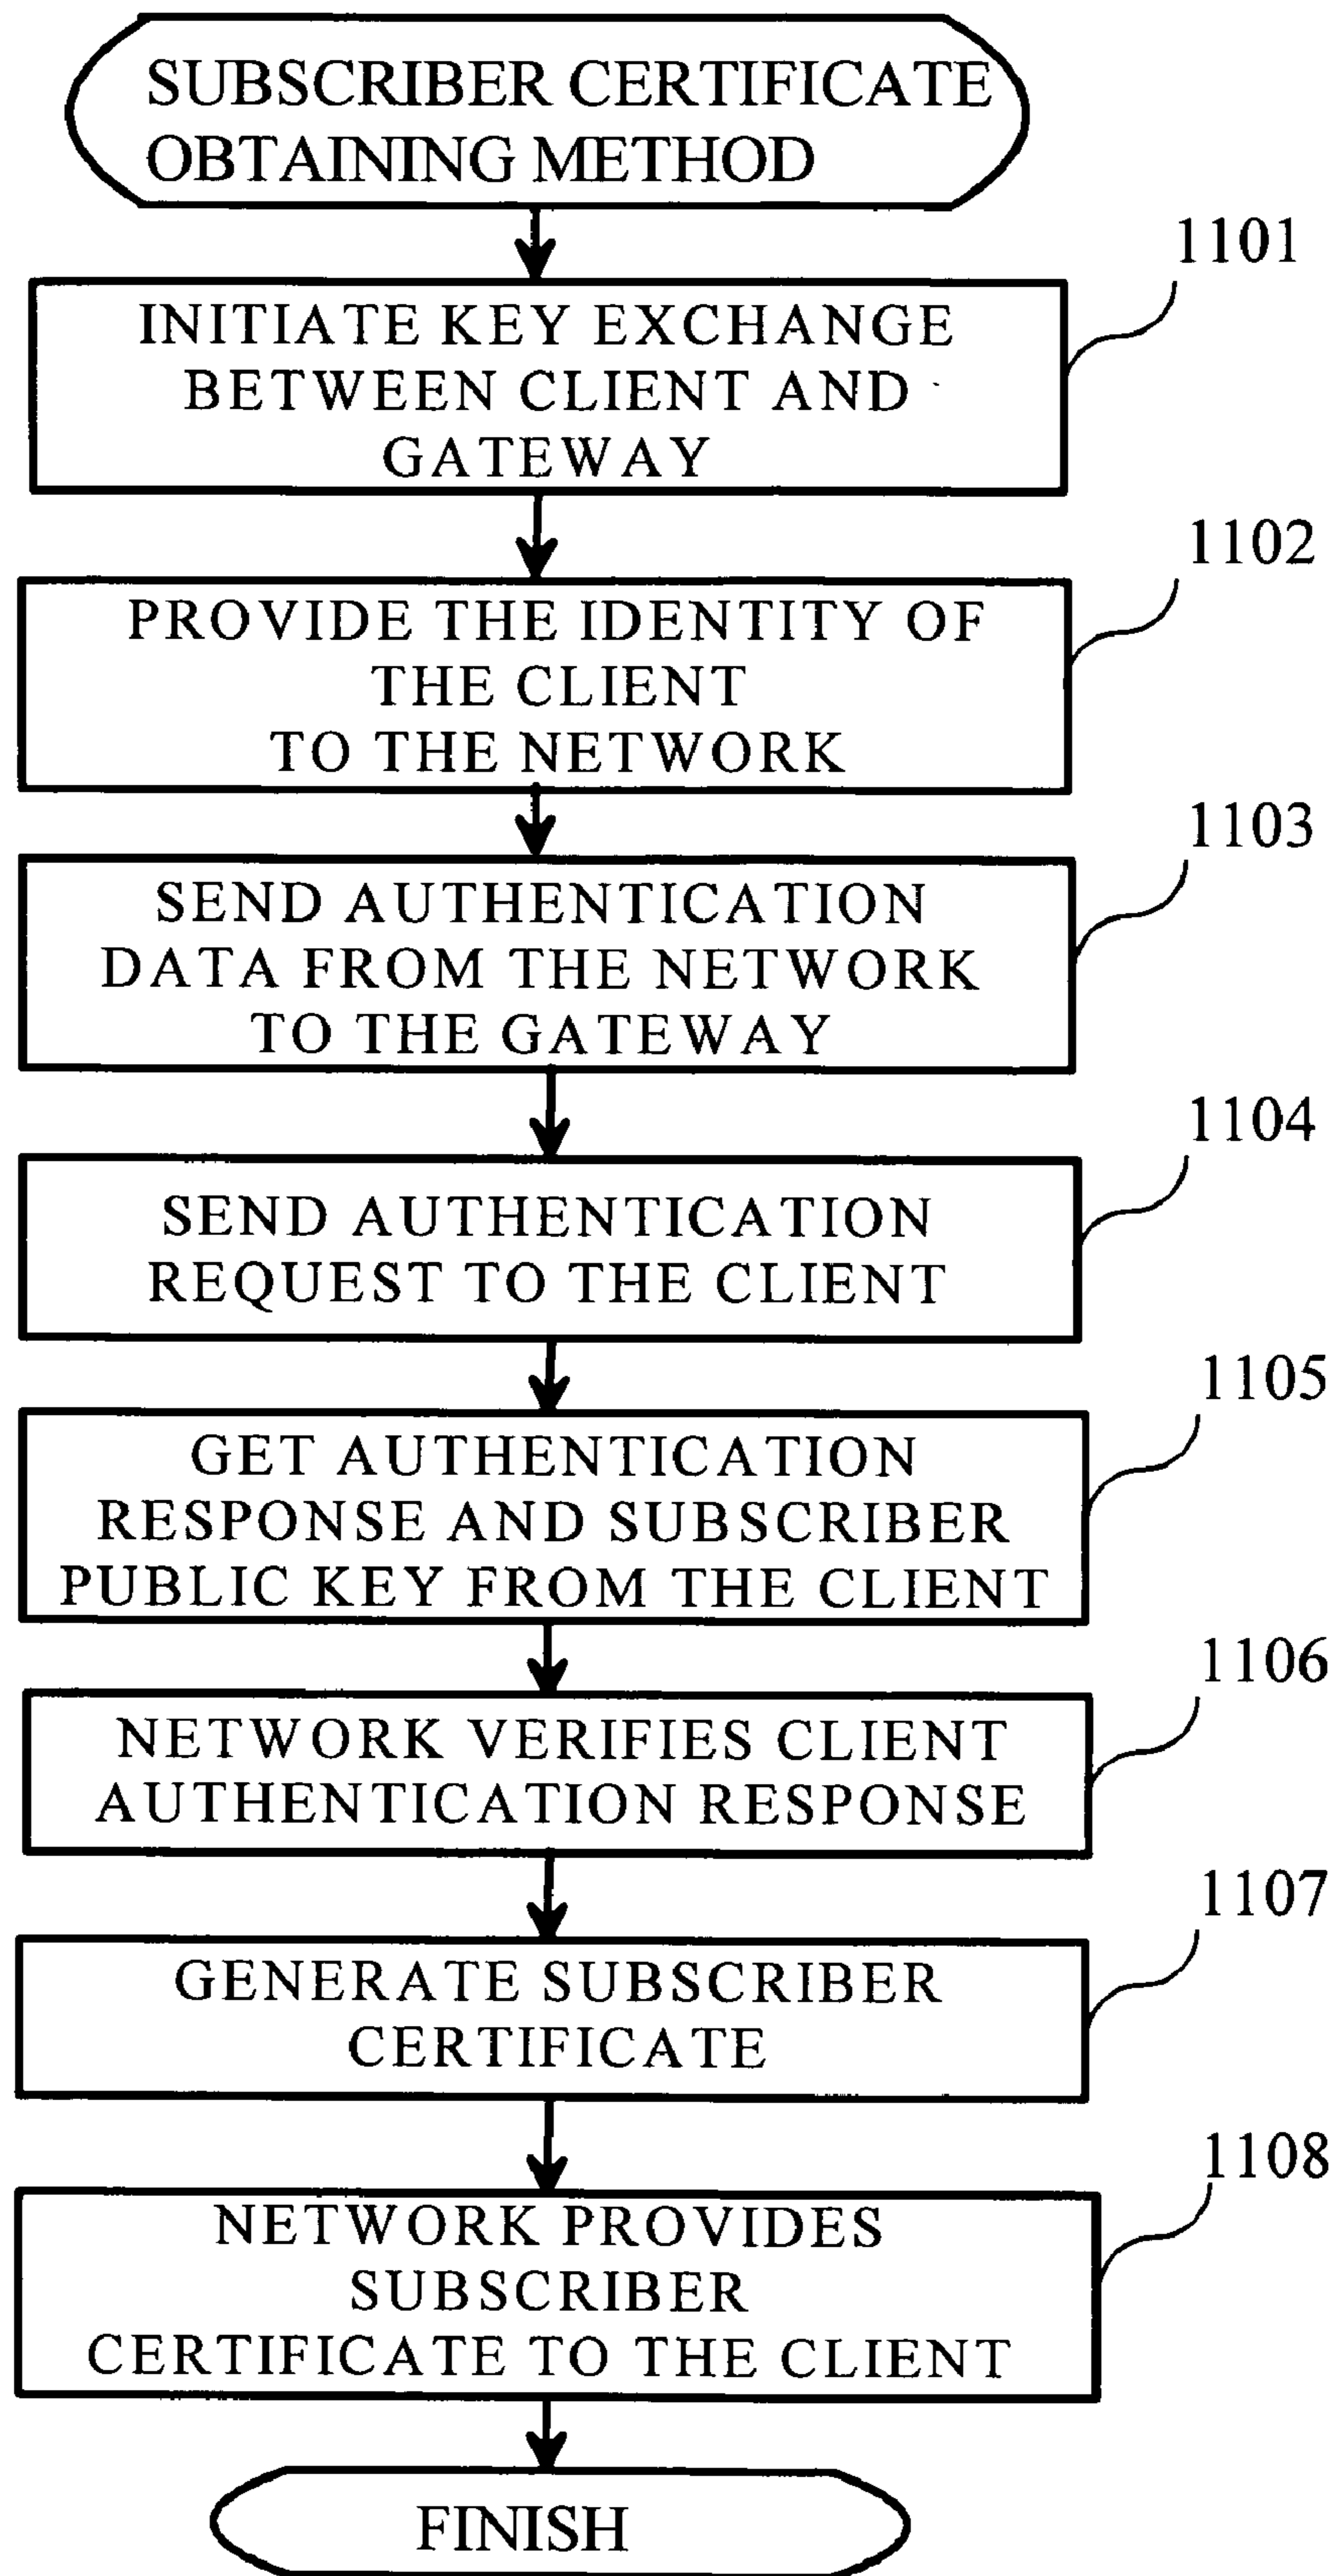 SUBSCRIBER CERTIFICATE
OBTAINING METHOD
1101
INITIATE KEY EXCHANGE
BETWEEN CLIENT AND
GATEWAY
1102
PROVIDE THE IDENTITY OF
THE CLIENT
TO THE NETWORK
1103
SEND AUTHENTICATION
DATA FROM THE NETWORK
TO THE GATEWAY
1104
SEND AUTHENTICATION
REQUEST TO THE CLIENT
1105
GET AUTHENTICATION
RESPONSE AND SUBSCRIBER
PUBLIC KEY FROM THE CLIENT
1106
NETWORK VERIFIES CLIENT
AUTHENTICATION RESPONSE
1107
GENERATE SUBSCRIBER
CERTIFICATE
1108
NETWORK PROVIDES
SUBSCRIBER
CERTIFICATE TO THE CLIENT
FINISH